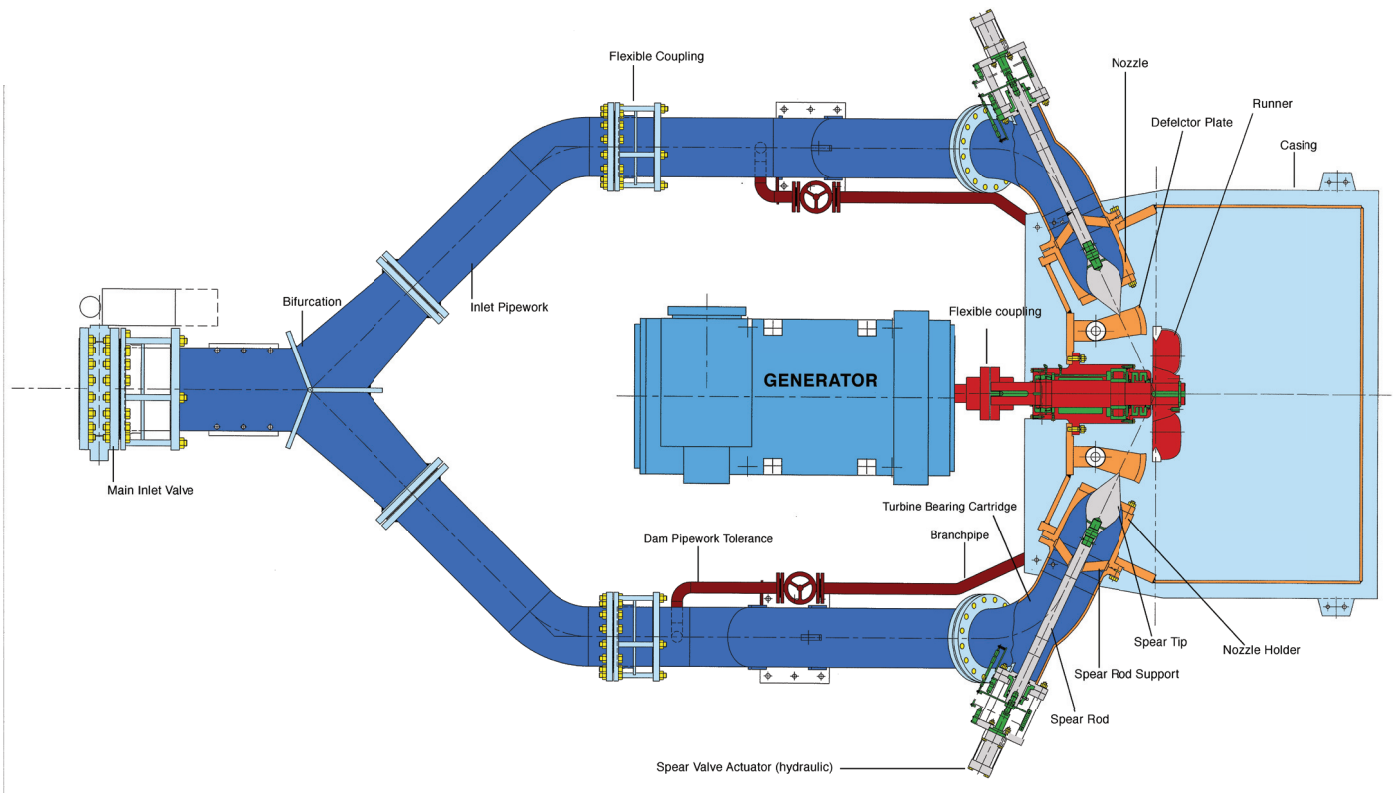 Flexible Coupling
Nozzle
Runner
Defelctor Plate
Casing
Bifurcation
Inlet Pipework
Flexible coupling
GENERATOR
Main Inlet Valve
Turbine Bearing Cartridge
Dam Pipework Tolerance
Branchpipe
Spear Tip
Nozzle Holder
Spear Rod Support
Spear Rod
Spear Valve Actuator (hydraulic)